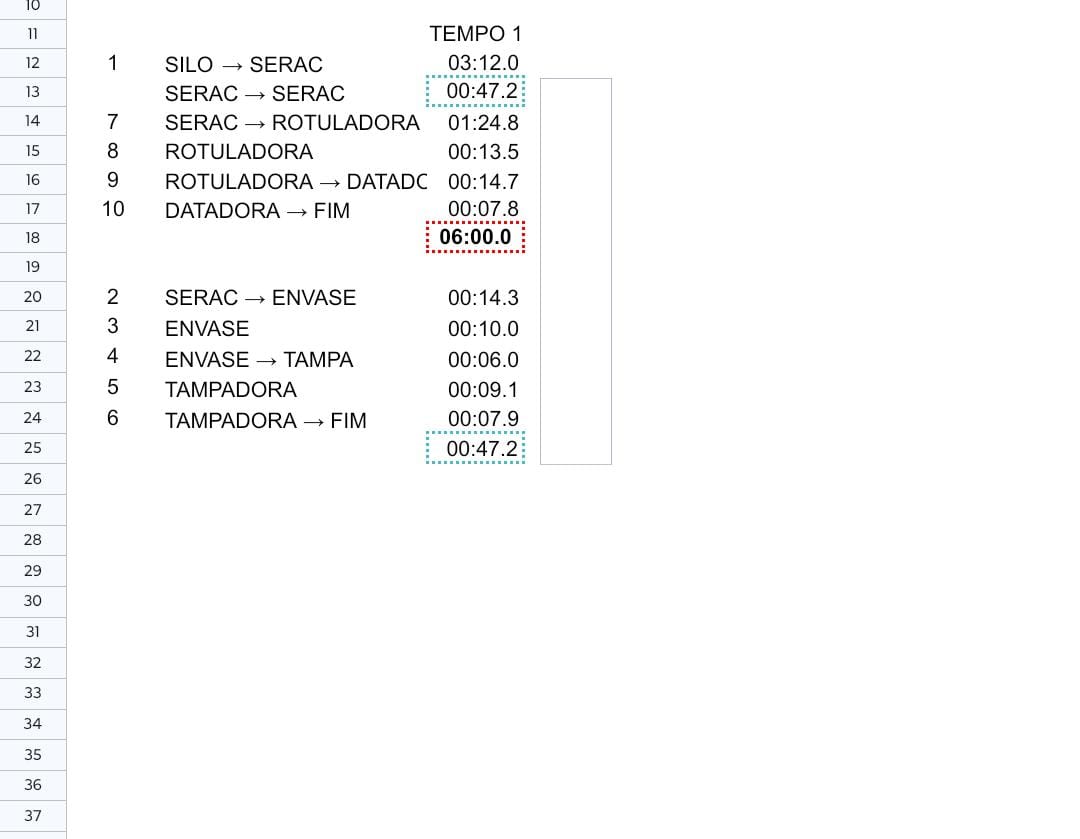 10
11 TEMPO 1
12 1 SILO → SERAC 03:12.0
13 SERAC → SERAC 00:47.2
14 7 SERAC → ROTULADORA 01:24.8
15 8 ROTULADORA 00:13.5
16 9 ROTULADORA → DATADC 00:14.7
17 10 DATADORA → FIM 00:07.8
18 06:00.0
19
20 2 SERAC → ENVASE 00:14.3
21 3 ENVASE 00:10.0
22 4 ENVASE → TAMPA 00:06.0
23 5 TAMPADORA 00:09.1
24 6 TAMPADORA → FIM 00:07.9
25 00:47.2
26
27
28
29
30
31
32
33
34
35
36
37